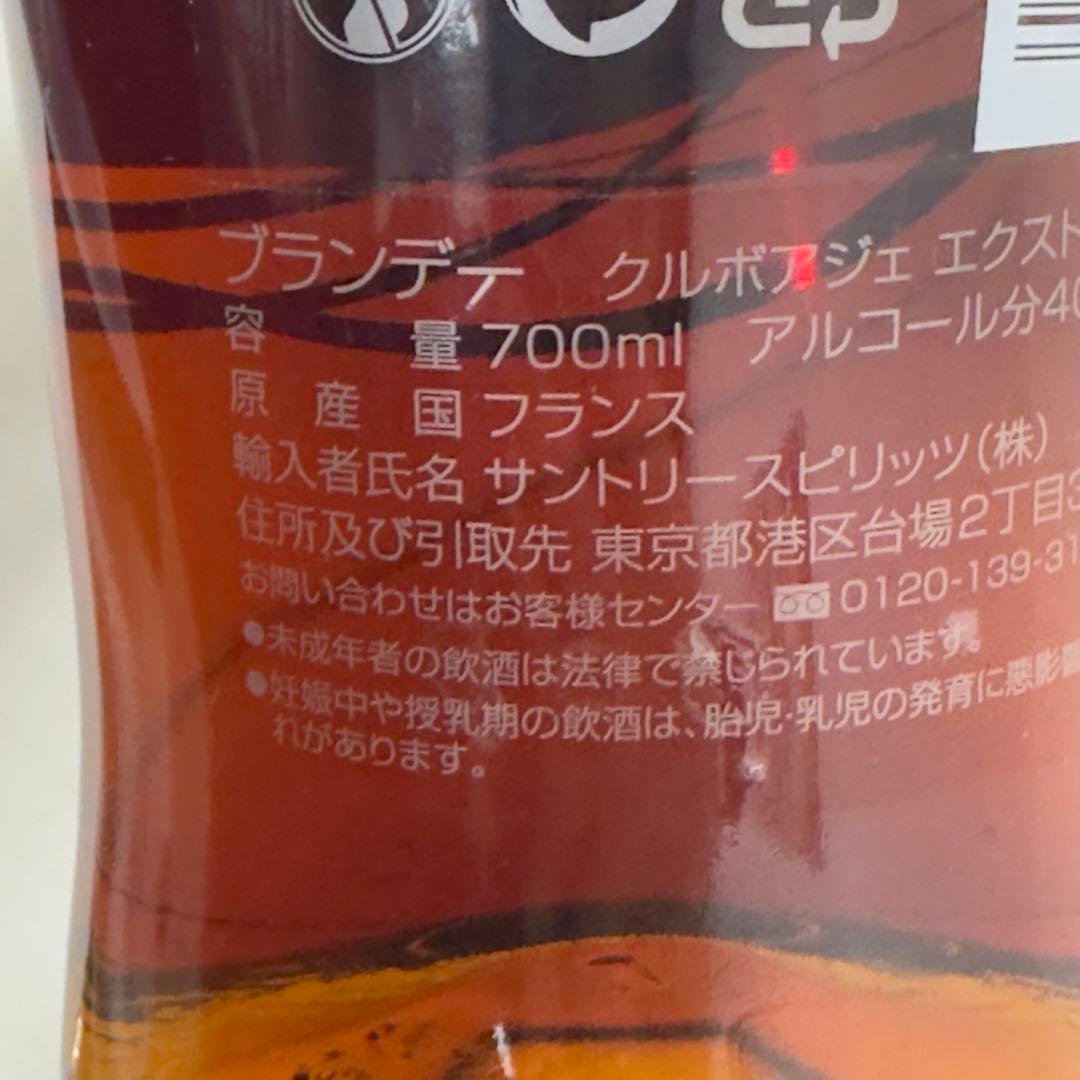 ブランデー クルボアジェ エクスト
容量 700ml アルコール分40
原産国 フランス
輸入者氏名 サントリースピリッツ(株)
住所及び引取先 東京都港区台場2丁目3
お問い合わせはお客様センター 0120-139-31
●未成年者の飲酒は法律で禁じられています。
●妊娠中や授乳期の飲酒は、胎児・乳児の発育に悪影響
れがあります。